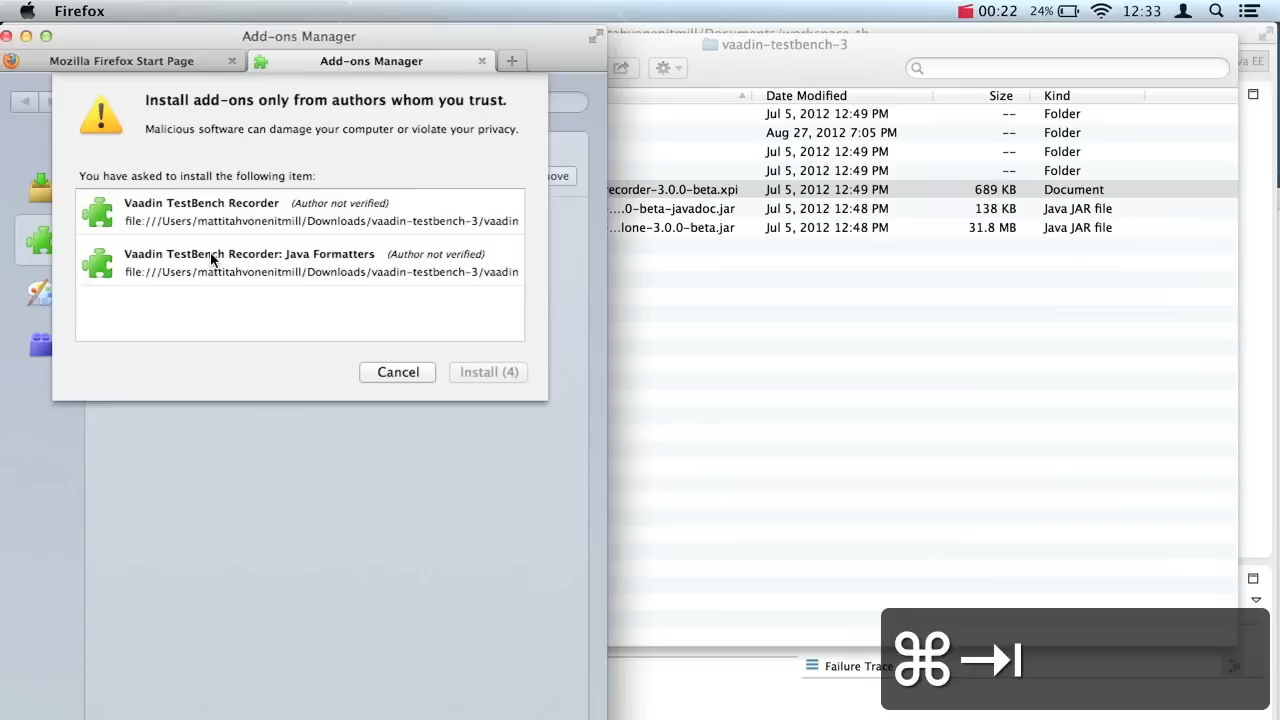 Firefox
00:22
24%
12:33
Add-ons Manager
Mozilla Firefox Start Page
Add-ons Manager
vaadin-testbench-3
Install add-ons only from authors whom you trust.
Malicious software can damage your computer or violate your privacy.
You have asked to install the following item:
Vaadin TestBench Recorder (Author not verified)
file:///Users/mattitahvonenitmill/Downloads/vaadin-testbench-3/vaadin
Vaadin TestBench Recorder: Java Formatters (Author not verified)
file:///Users/mattitahvonenitmill/Downloads/vaadin-testbench-3/vaadin
Cancel
Install (4)
ove
Date Modified Size Kind
Jul 5, 2012 12:49 PM -- Folder
Aug 27, 2012 7:05 PM -- Folder
Jul 5, 2012 12:49 PM -- Folder
Jul 5, 2012 12:49 PM -- Folder
ecorder-3.0.0-beta.xpi Jul 5, 2012 12:49 PM 689 KB Document
...0-beta-javadoc.jar Jul 5, 2012 12:48 PM 138 KB Java JAR file
...lone-3.0.0-beta.jar Jul 5, 2012 12:48 PM 31.8 MB Java JAR file
va EE
Failure Trace